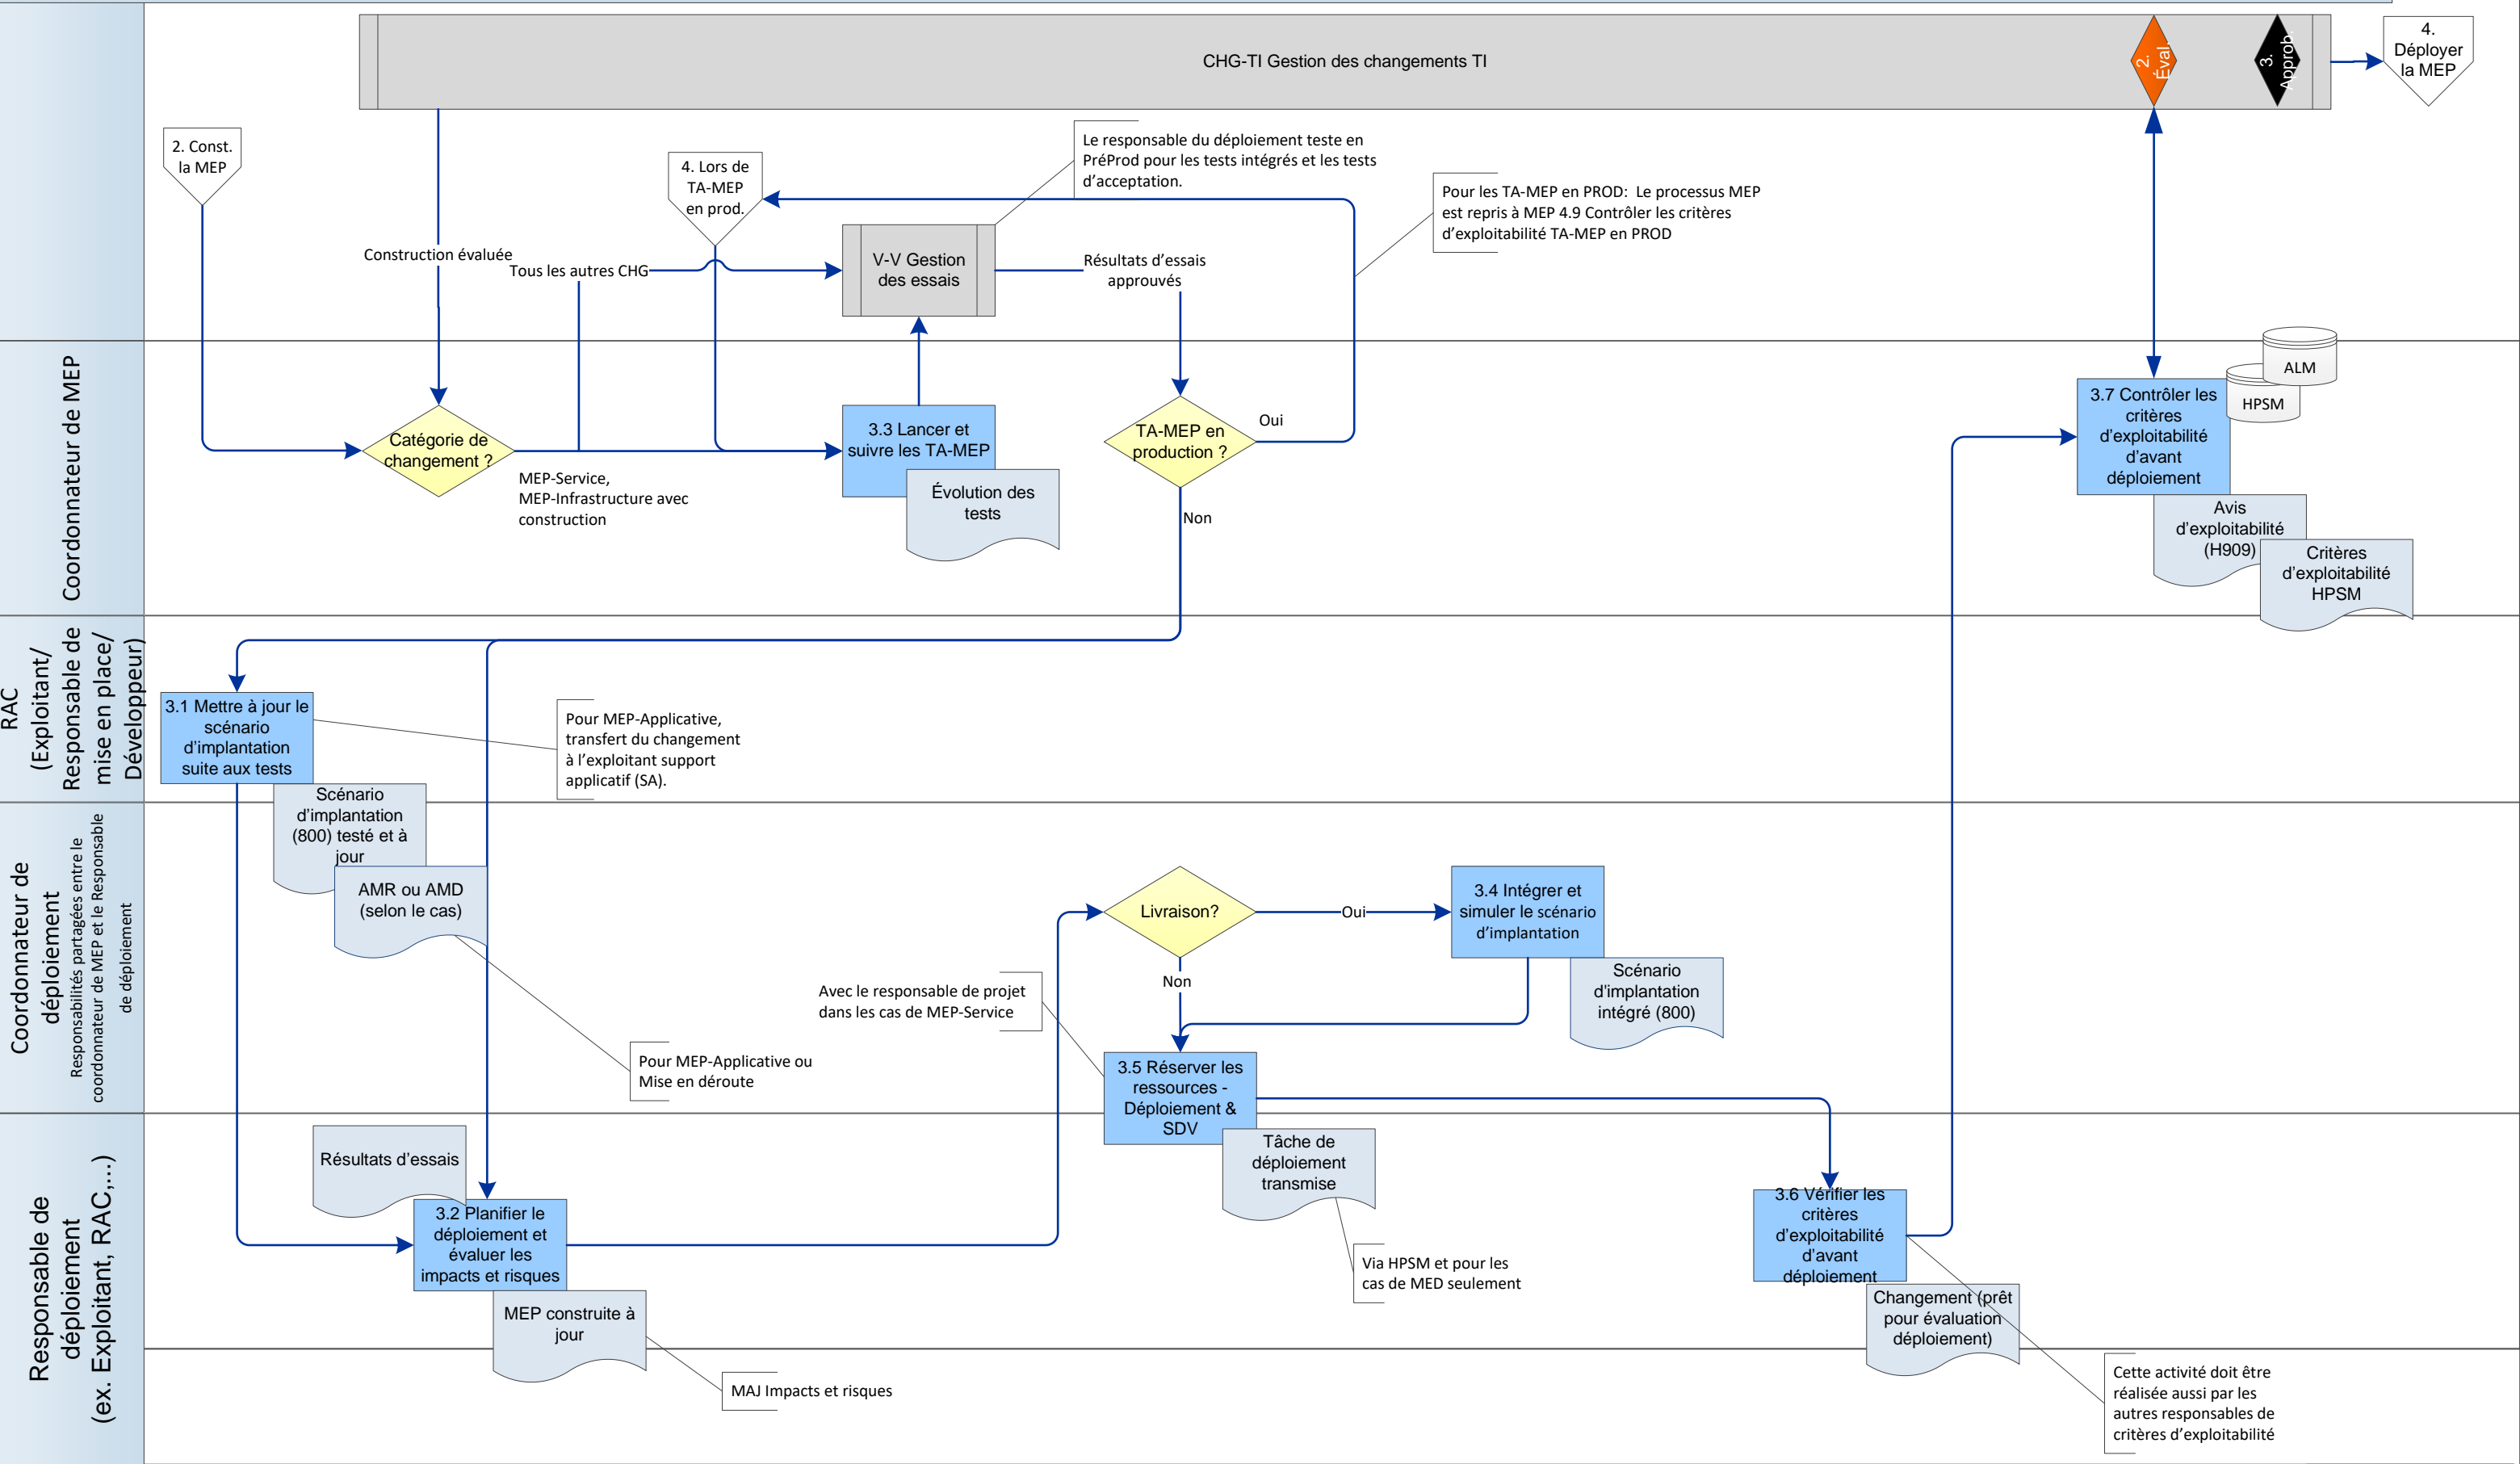 CHG-TI Gestion des changements TI
2.
Éval.
3.
Approb.
4.
Déployer
la MEP
2. Const.
la MEP
4. Lors de
TA-MEP
en prod.
Le responsable du déploiement teste en
PréProd pour les tests intégrés et les tests
d’acceptation.
Pour les TA-MEP en PROD:  Le processus MEP
est repris à MEP 4.9 Contrôler les critères
d’exploitabilité TA-MEP en PROD
Construction évaluée
Tous les autres CHG
V-V Gestion
des essais
Résultats d’essais
approuvés
Coordonnateur de MEP
Catégorie de
changement ?
MEP-Service,
MEP-Infrastructure avec
construction
3.3 Lancer et
suivre les TA-MEP
Évolution des
tests
TA-MEP en
production ?
Oui
Non
3.7 Contrôler les
critères
d'exploitabilité
d'avant
déploiement
ALM
HPSM
Avis
d’exploitabilité
(H909)
Critères
d’exploitabilité
HPSM
RAC
(Exploitant/
Responsable de
mise en place/
Développeur)
3.1 Mettre à jour le
scénario
d’implantation
suite aux tests
Pour MEP-Applicative,
transfert du changement
à l’exploitant support
applicatif (SA).
Scénario
d’implantation
(800) testé et à
jour
AMR ou AMD
(selon le cas)
Coordonnateur de
déploiement
Responsabilités partagées entre le
coordonnateur de MEP et le Responsable
de déploiement
Livraison?
Oui
Non
3.4 Intégrer et
simuler le scénario
d’implantation
Scénario
d'implantation
intégré (800)
Avec le responsable de projet
dans les cas de MEP-Service
Pour MEP-Applicative ou
Mise en déroute
3.5 Réserver les
ressources -
Déploiement &
SDV
Tâche de
déploiement
transmise
Via HPSM et pour les
cas de MED seulement
Responsable de
déploiement
(ex. Exploitant, RAC,...)
Résultats d’essais
3.2 Planifier le
déploiement et
évaluer les
impacts et risques
MEP construite à
jour
MAJ Impacts et risques
3.6 Vérifier les
critères
d'exploitabilité
d'avant
déploiement
Changement (prêt
pour évaluation
déploiement)
Cette activité doit être
réalisée aussi par les
autres responsables de
critères d’exploitabilité